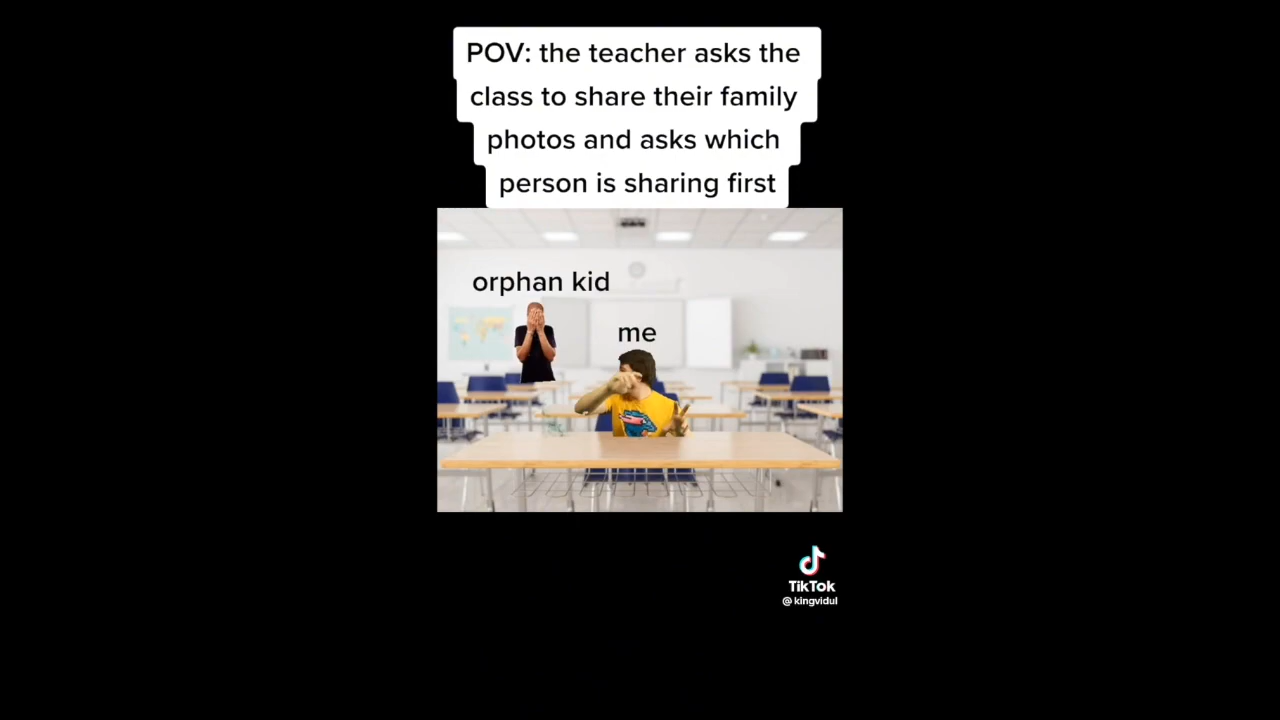 POV: the teacher asks the
class to share their family
photos and asks which
person is sharing first
orphan kid
me
TikTok
@ kingvidul